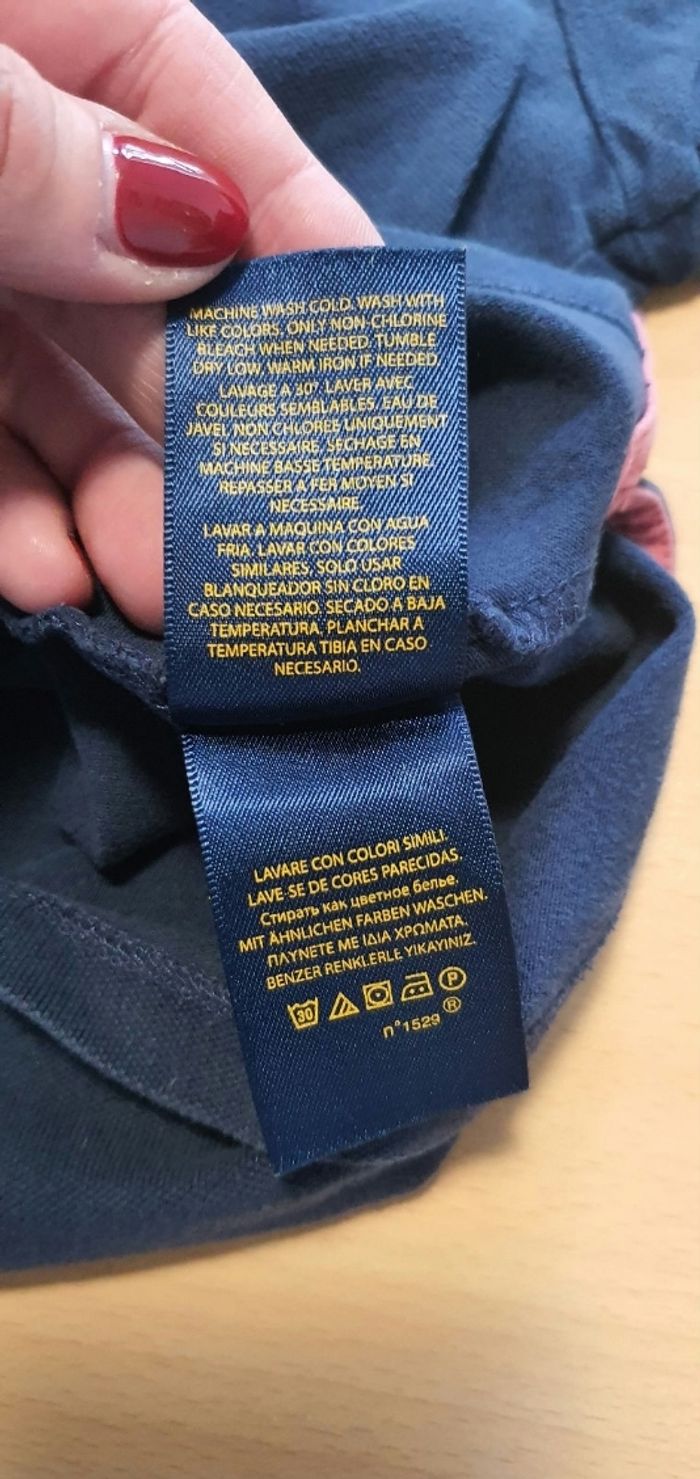 MACHINE WASH COLD. WASH WITH
LIKE COLORS. ONLY NON-CHLORINE
BLEACH WHEN NEEDED. TUMBLE
DRY LOW. WARM IRON IF NEEDED.
LAVAGE A 30° LAVER AVEC
COULEURS SEMBLABLES. EAU DE
JAVEL NON CHLOREE UNIQUEMENT
SI NECESSAIRE. SECHAGE EN
MACHINE BASSE TEMPERATURE.
REPASSER A FER MOYEN SI
NECESSAIRE.
LAVAR A MAQUINA CON AGUA
FRIA. LAVAR CON COLORES
SIMILARES. SOLO USAR
BLANQUEADOR SIN CLORO EN
CASO NECESARIO. SECADO A BAJA
TEMPERATURA. PLANCHAR A
TEMPERATURA TIBIA EN CASO
NECESARIO.
LAVARE CON COLORI SIMILI.
LAVE-SE DE CORES PARECIDAS.
Стирать как цветное белье.
MIT ÄHNLICHEN FARBEN WASCHEN.
ΠΛΥΝΕΤΕ ΜΕ ΙΔΙΑ ΧΡΩΜΑΤΑ.
BENZER RENKLERLE YIKAYINIZ.
30 P
n°1529 ®